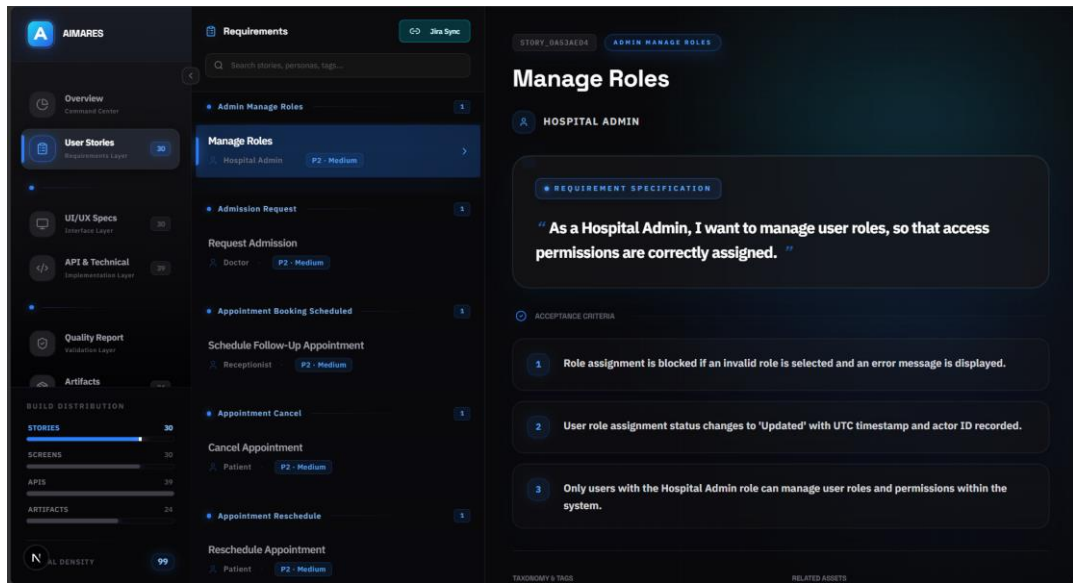 AIMARES
Overview
Command Center
User Stories
Requirements Layer
30
UI/UX Specs
Interface Layer
30
API & Technical
Implementation Layer
39
Quality Report
Validation Layer
Artifacts
BUILD DISTRIBUTION
STORIES 30
SCREENS 30
APIS 39
ARTIFACTS 24
AL DENSITY 99
N
Requirements
Jira Sync
Search stories, personas, tags...
Admin Manage Roles 1
Manage Roles
Hospital Admin P2 · Medium
Admission Request 1
Request Admission
Doctor P2 · Medium
Appointment Booking Scheduled 1
Schedule Follow-Up Appointment
Receptionist P2 · Medium
Appointment Cancel 1
Cancel Appointment
Patient P2 · Medium
Appointment Reschedule 1
Reschedule Appointment
Patient P2 · Medium
ADMIN MANAGE ROLES
Manage Roles
HOSPITAL ADMIN
REQUIREMENT SPECIFICATION
“ As a Hospital Admin, I want to manage user roles, so that access
permissions are correctly assigned. ”
ACCEPTANCE CRITERIA
1 Role assignment is blocked if an invalid role is selected and an error message is displayed.
2 User role assignment status changes to 'Updated' with UTC timestamp and actor ID recorded.
3 Only users with the Hospital Admin role can manage user roles and permissions within the
system.
TAXONOMY & TAGS
RELATED ASSETS